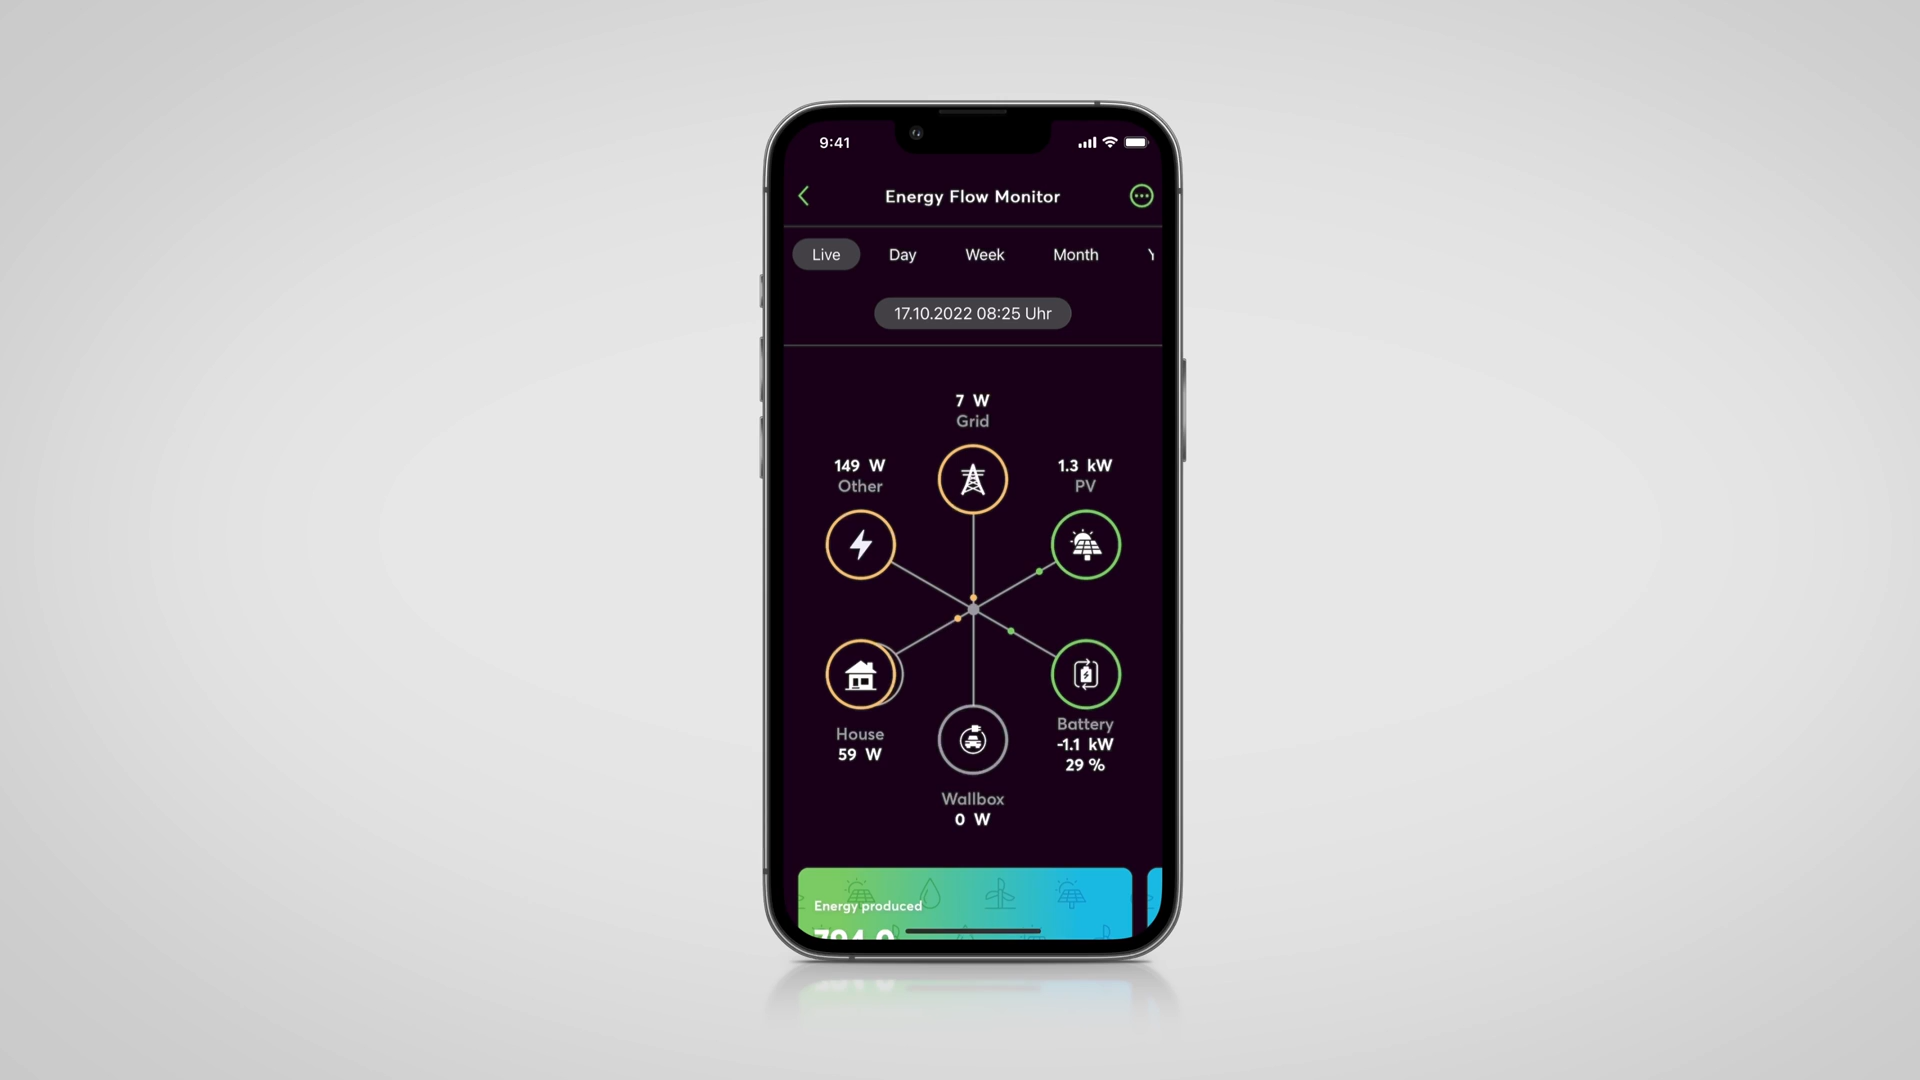 9:41
Energy Flow Monitor
Live Day Week Month
17.10.2022 08:25 Uhr
7 W
Grid
149 W
Other
1.3 kW
PV
House
59 W
Battery
-1.1 kW
29 %
Wallbox
0 W
Energy produced